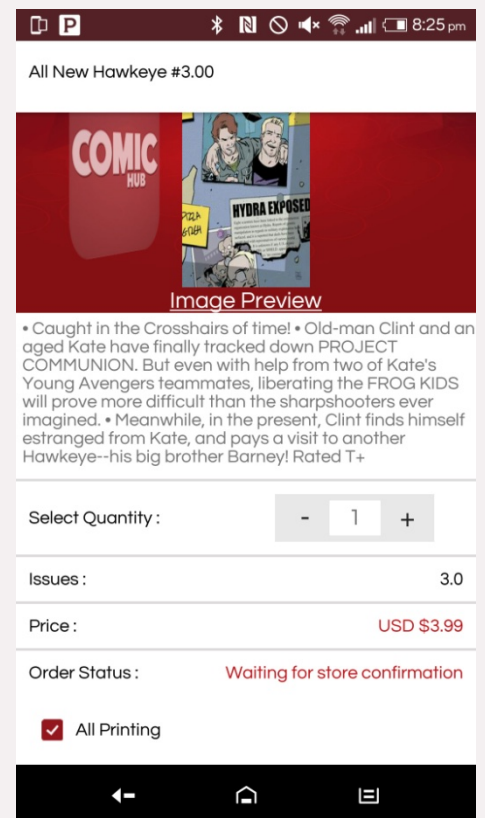 P
8:25 pm
All New Hawkeye #3.00
COMIC
HUB
HYDRA EXPOSED
Image Preview
• Caught in the Crosshairs of time! • Old-man Clint and an
aged Kate have finally tracked down PROJECT
COMMUNION. But even with help from two of Kate's
Young Avengers teammates, liberating the FROG KIDS
will prove more difficult than the sharpshooters ever
imagined. • Meanwhile, in the present, Clint finds himself
estranged from Kate, and pays a visit to another
Hawkeye--his big brother Barney! Rated T+
Select Quantity :
- 1 +
Issues :
3.0
Price :
USD $3.99
Order Status :
Waiting for store confirmation
All Printing